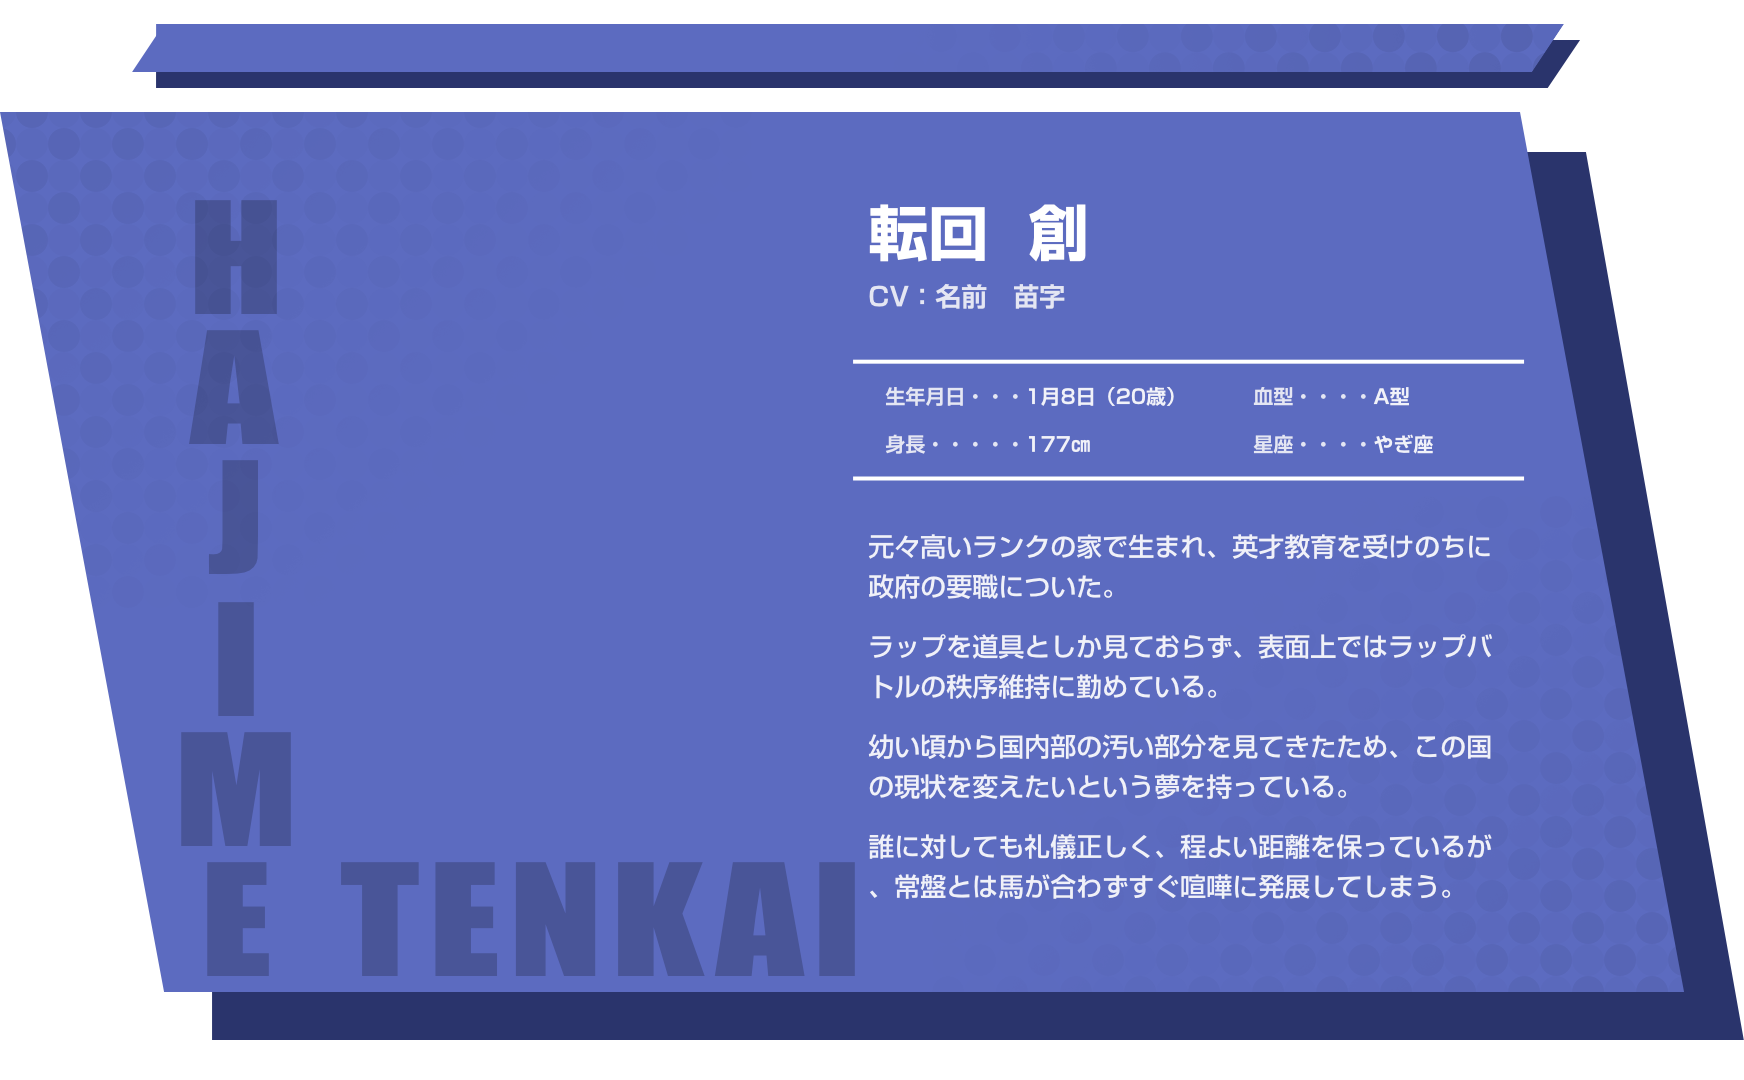 HAJIME TENKAI
転回　創
CV：名前　苗字
生年月日・・・1月8日（20歳）　血型・・・・A型
身長・・・・・177㎝　星座・・・・やぎ座
元々高いランクの家で生まれ、英才教育を受けのちに
政府の要職についた。
ラップを道具としか見ておらず、表面上ではラップバ
トルの秩序維持に勤めている。
幼い頃から国内部の汚い部分を見てきたため、この国
の現状を変えたいという夢を持っている。
誰に対しても礼儀正しく、程よい距離を保っているが
、常盤とは馬が合わずすぐ喧嘩に発展してしまう。